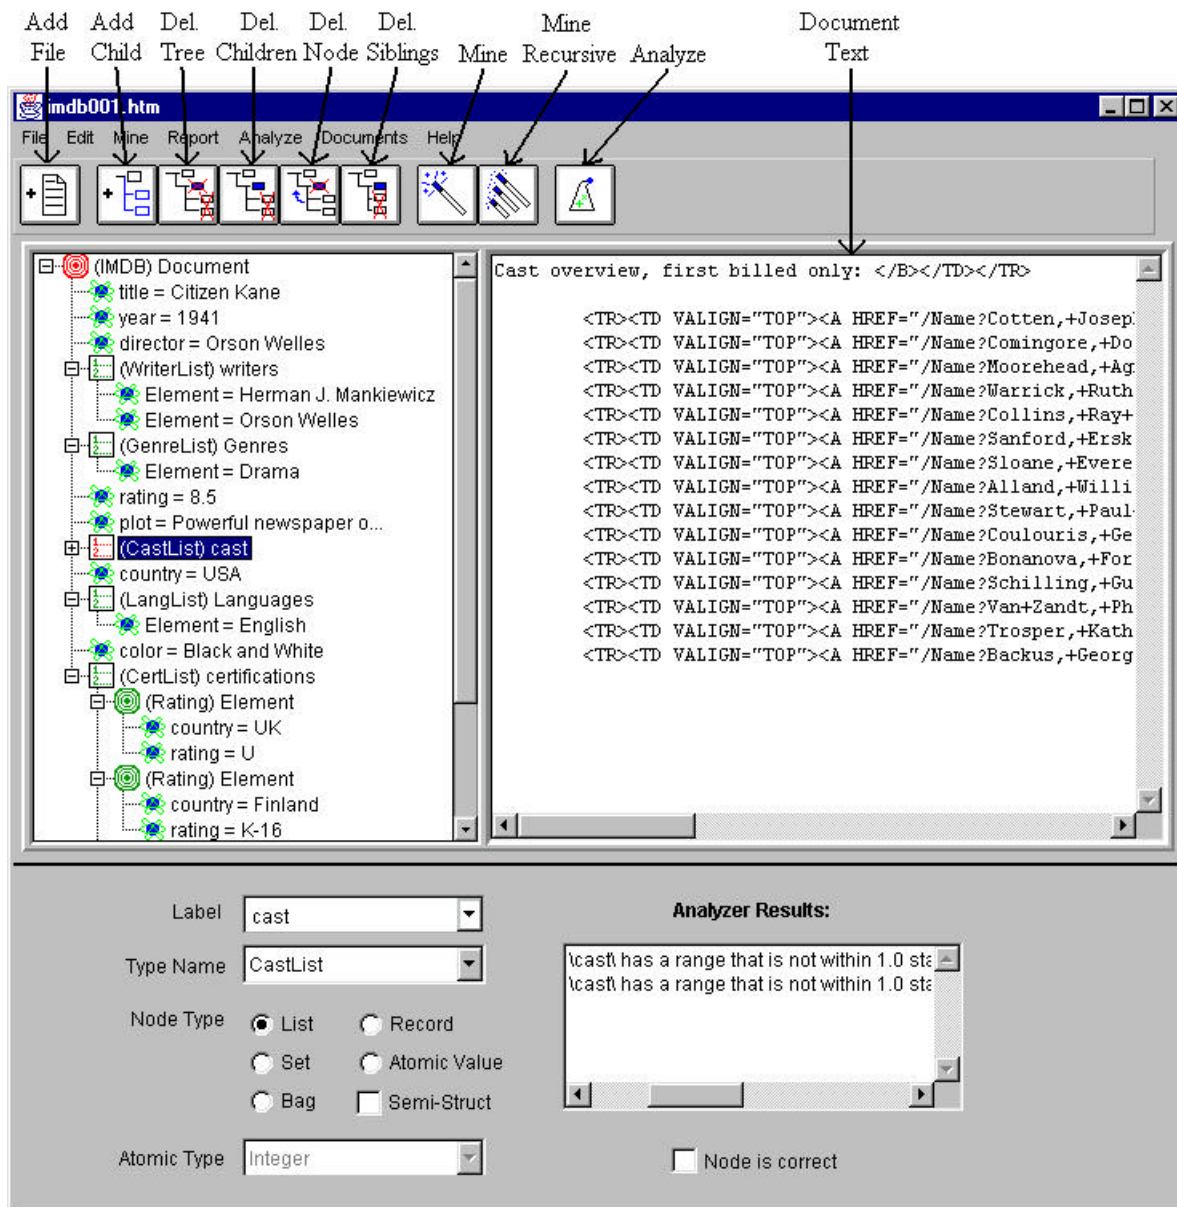 Add Add Del. Del. Del. Del. Mine Document
File Child Tree Children Node Siblings Mine Recursive Analyze Text
imdb001.htm
File Edit Mine Report Analyze Documents Help
(IMDB) Document
title = Citizen Kane
year = 1941
director = Orson Welles
(WriterList) writers
Element = Herman J. Mankiewicz
Element = Orson Welles
(GenreList) Genres
Element = Drama
rating = 8.5
plot = Powerful newspaper o...
(CastList) cast
country = USA
(LangList) Languages
Element = English
color = Black and White
(CertList) certifications
(Rating) Element
country = UK
rating = U
(Rating) Element
country = Finland
rating = K-16
Cast overview, first billed only: </B></TD></TR>
<TR><TD VALIGN="TOP"><A HREF="/Name?Cotten,+Josep
<TR><TD VALIGN="TOP"><A HREF="/Name?Comingore,+Do
<TR><TD VALIGN="TOP"><A HREF="/Name?Moorehead,+Ag
<TR><TD VALIGN="TOP"><A HREF="/Name?Warrick,+Ruth
<TR><TD VALIGN="TOP"><A HREF="/Name?Collins,+Ray+
<TR><TD VALIGN="TOP"><A HREF="/Name?Sanford,+Ersk
<TR><TD VALIGN="TOP"><A HREF="/Name?Sloane,+Evere
<TR><TD VALIGN="TOP"><A HREF="/Name?Alland,+Willi
<TR><TD VALIGN="TOP"><A HREF="/Name?Stewart,+Paul
<TR><TD VALIGN="TOP"><A HREF="/Name?Coulouris,+Ge
<TR><TD VALIGN="TOP"><A HREF="/Name?Bonanova,+For
<TR><TD VALIGN="TOP"><A HREF="/Name?Schilling,+Gu
<TR><TD VALIGN="TOP"><A HREF="/Name?Van+Zandt,+Ph
<TR><TD VALIGN="TOP"><A HREF="/Name?Trosper,+Kath
<TR><TD VALIGN="TOP"><A HREF="/Name?Backus,+Georg
Label cast
Type Name CastList
Node Type List Record
Set Atomic Value
Bag Semi-Struct
Atomic Type Integer
Analyzer Results:
\cast\ has a range that is not within 1.0 sta
\cast\ has a range that is not within 1.0 sta
Node is correct